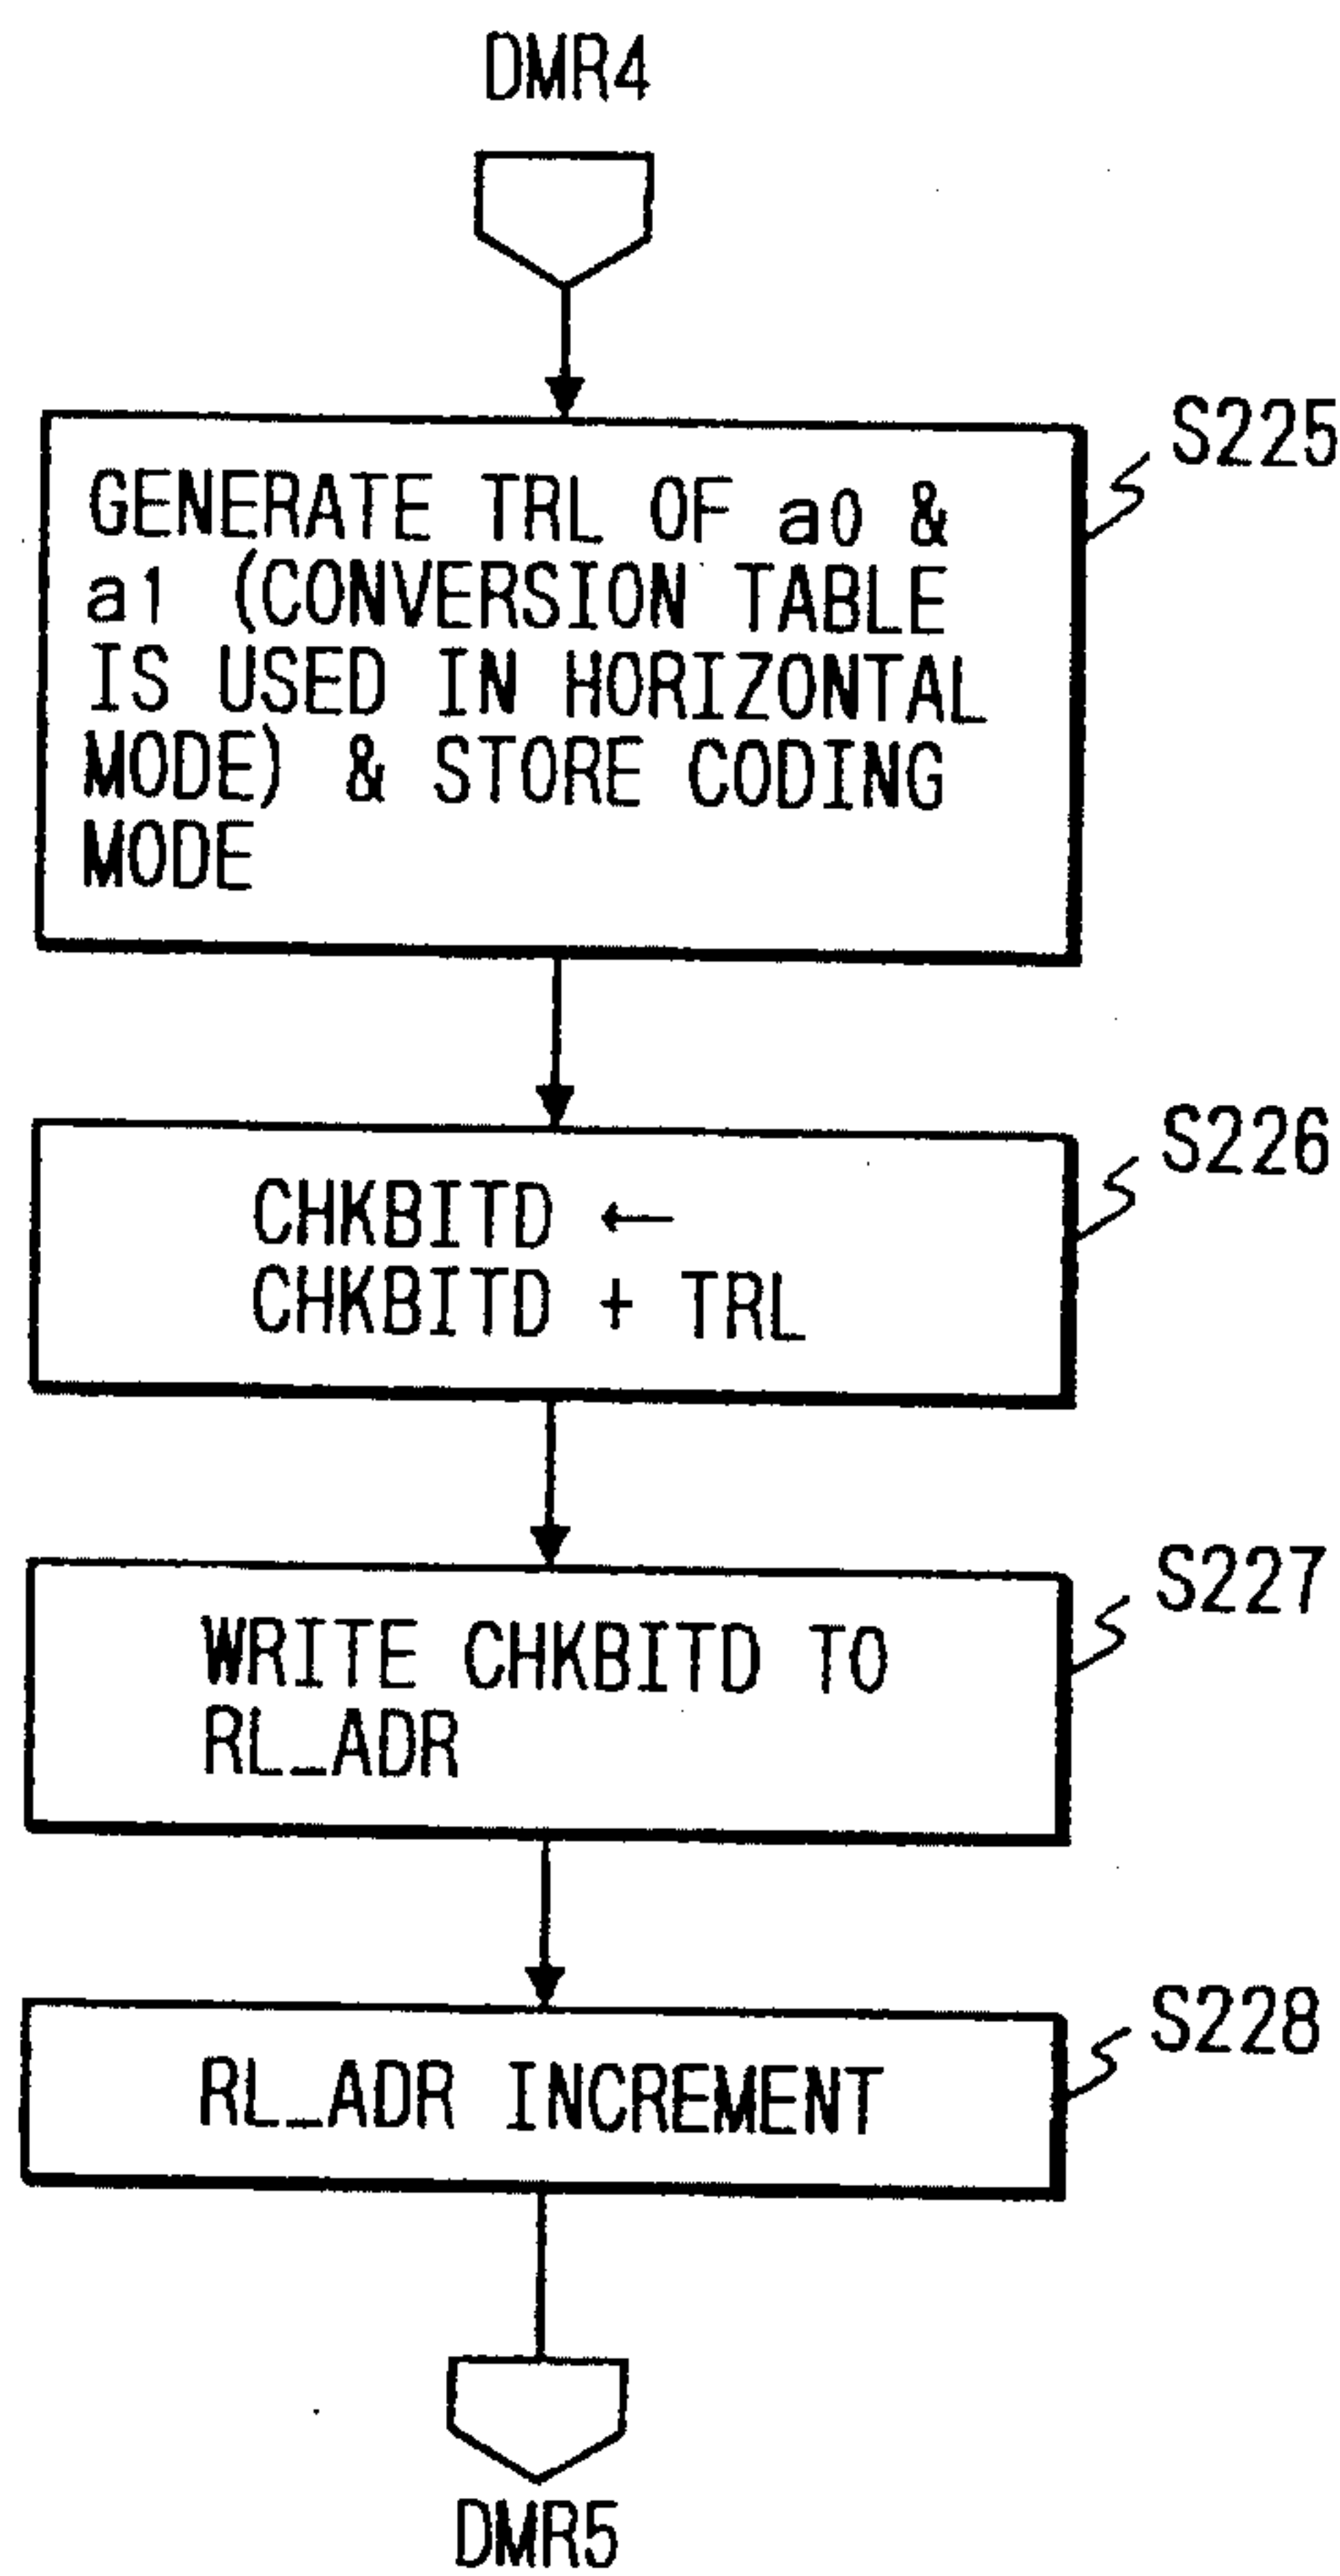 DMR4
S225
GENERATE TRL OF a0 &
a1 (CONVERSION TABLE
IS USED IN HORIZONTAL
MODE) & STORE CODING
MODE
S226
CHKBITD ←
CHKBITD + TRL
S227
WRITE CHKBITD TO
RL_ADR
S228
RL_ADR INCREMENT
DMR5